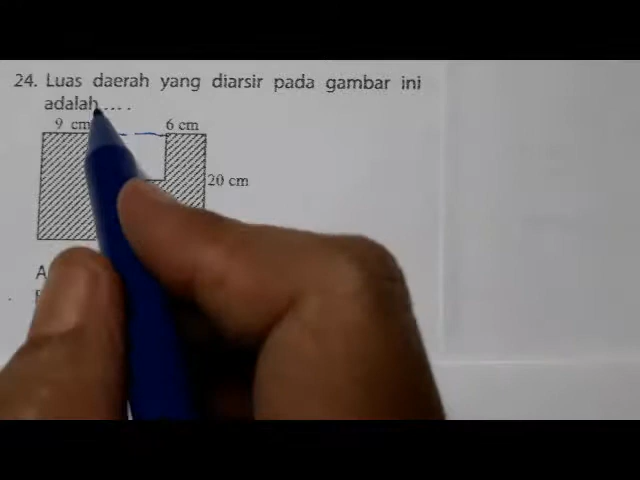 24. Luas daerah yang diarsir pada gambar ini
adalah....
9 cm 6 cm
20 cm
A